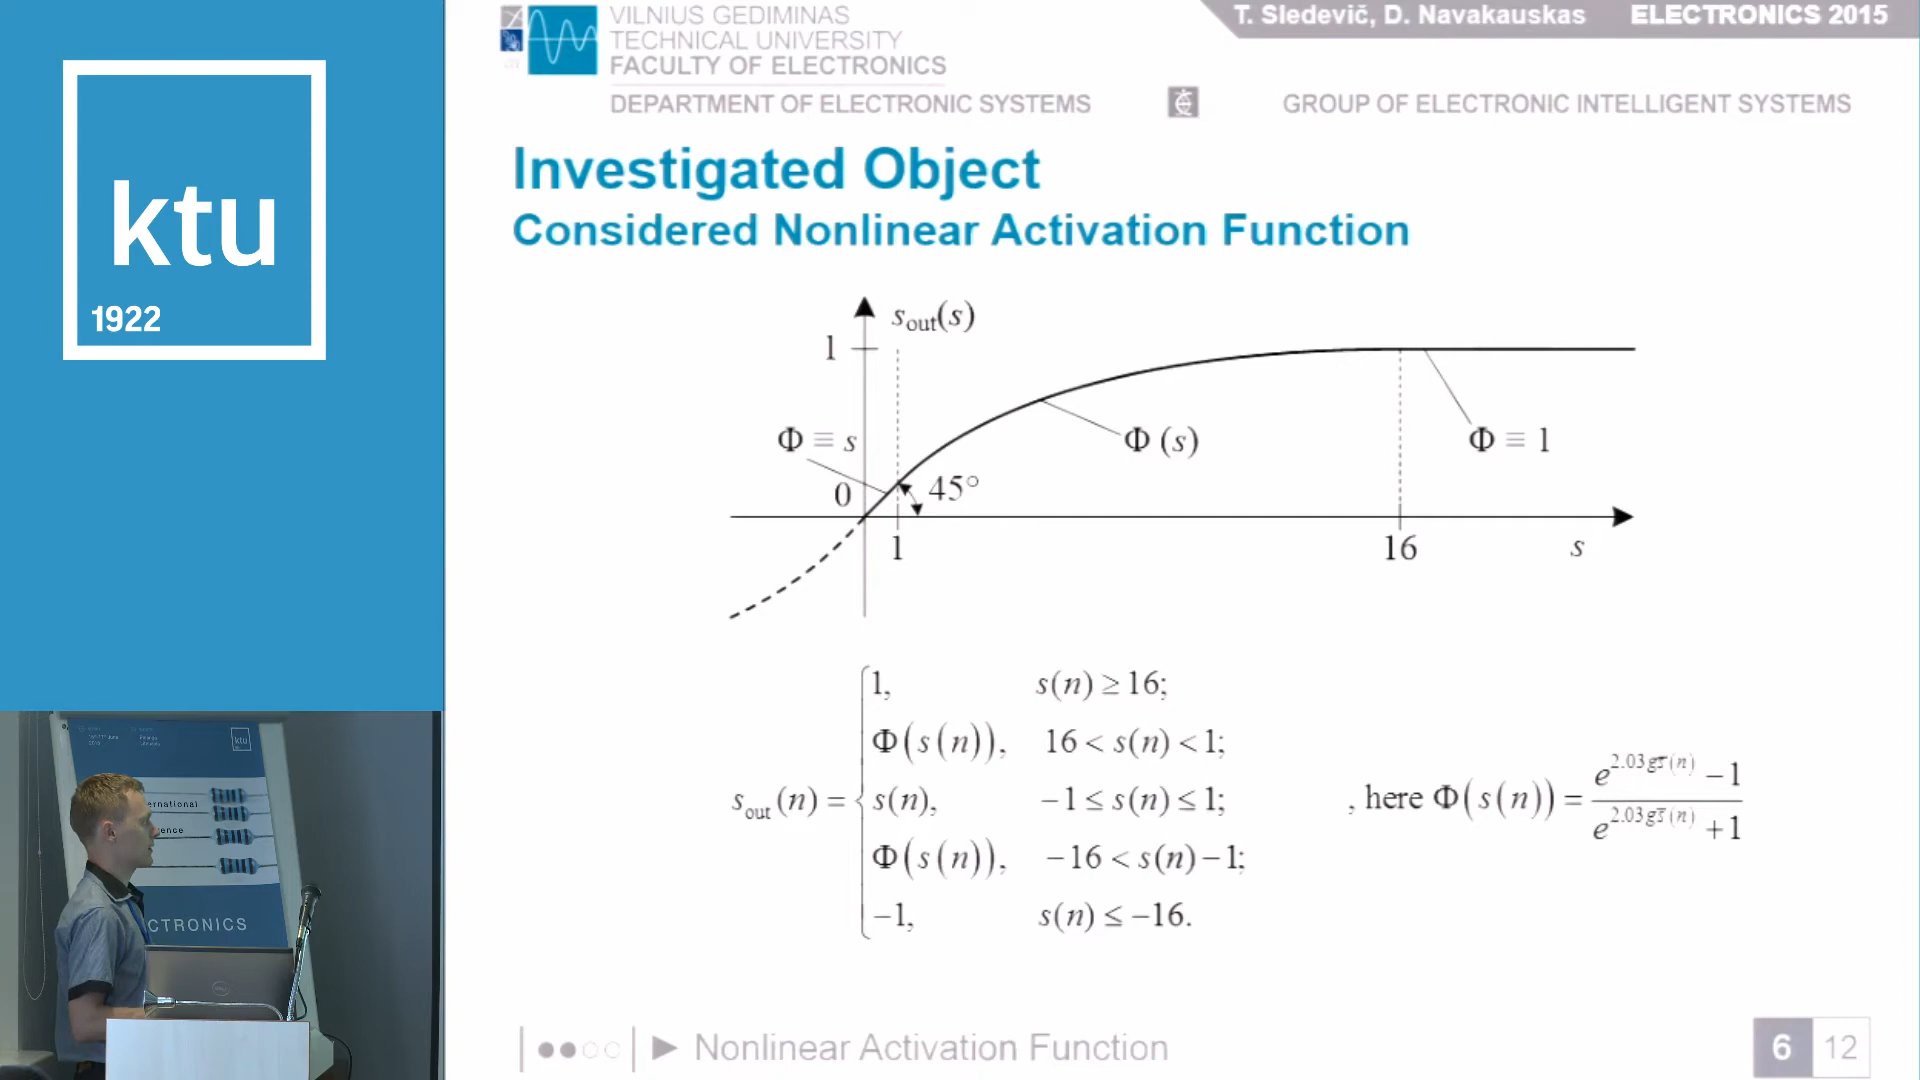 ktu
1922
VILNIUS GEDIMINAS
TECHNICAL UNIVERSITY
FACULTY OF ELECTRONICS
DEPARTMENT OF ELECTRONIC SYSTEMS
GROUP OF ELECTRONIC INTELLIGENT SYSTEMS
T. Sledevič, D. Navakauskas ELECTRONICS 2015
Investigated Object
Considered Nonlinear Activation Function
s_out(s)
1
Φ ≡ s
Φ (s)
Φ ≡ 1
0
45°
1
16
s
s_out(n) = {
1, s(n) ≥ 16;
Φ(s(n)), 16 < s(n) < 1;
s(n), −1 ≤ s(n) ≤ 1;
Φ(s(n)), −16 < s(n) − 1;
−1, s(n) ≤ −16.
, here Φ(s(n)) =
ktu
CTRONICS
Nonlinear Activation Function
6 12